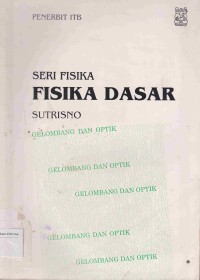 PENERBIT ITB
SERI FISIKA
FISIKA DASAR
SUTRISNO
GELOMBANG DAN OPTIK
GELOMBANG DAN OPTIK
GELOMBANG DAN OPTIK
GELOMBANG DAN OPTIK
GELOMBANG DAN OPTIK